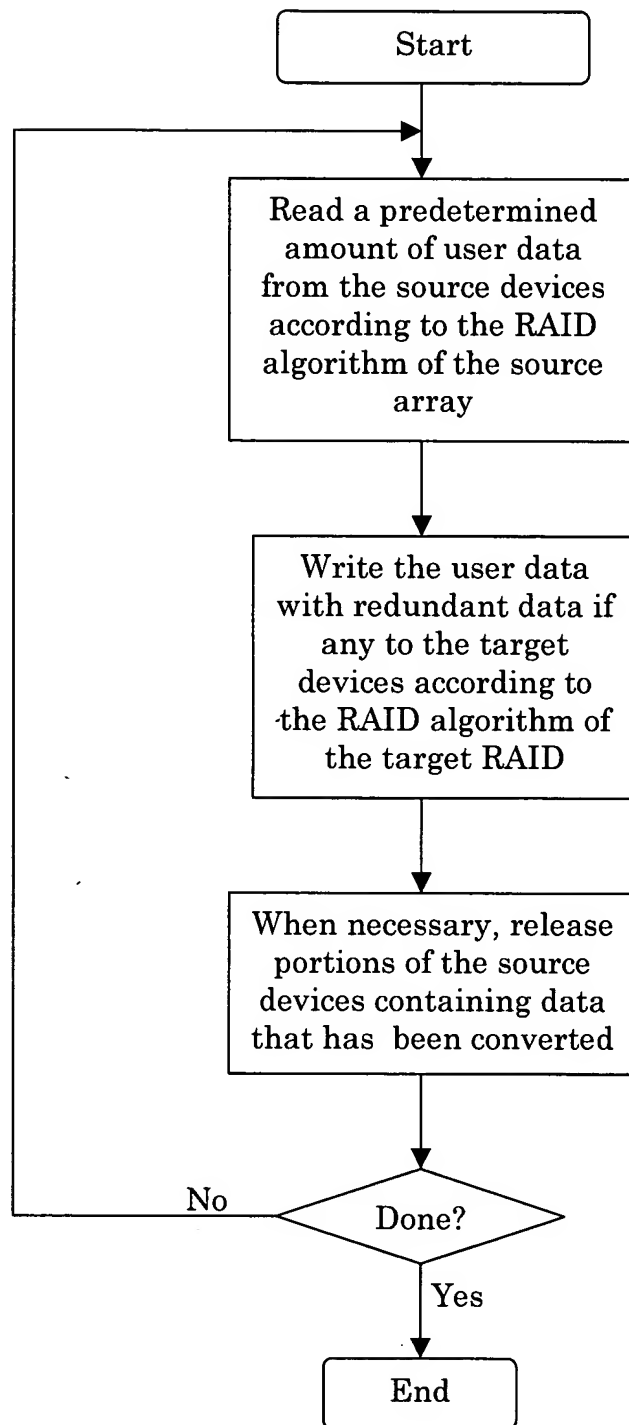 Start
Read a predetermined
amount of user data
from the source devices
according to the RAID
algorithm of the source
array
Write the user data
with redundant data if
any to the target
devices according to
the RAID algorithm of
the target RAID
When necessary, release
portions of the source
devices containing data
that has been converted
No
Done?
Yes
End